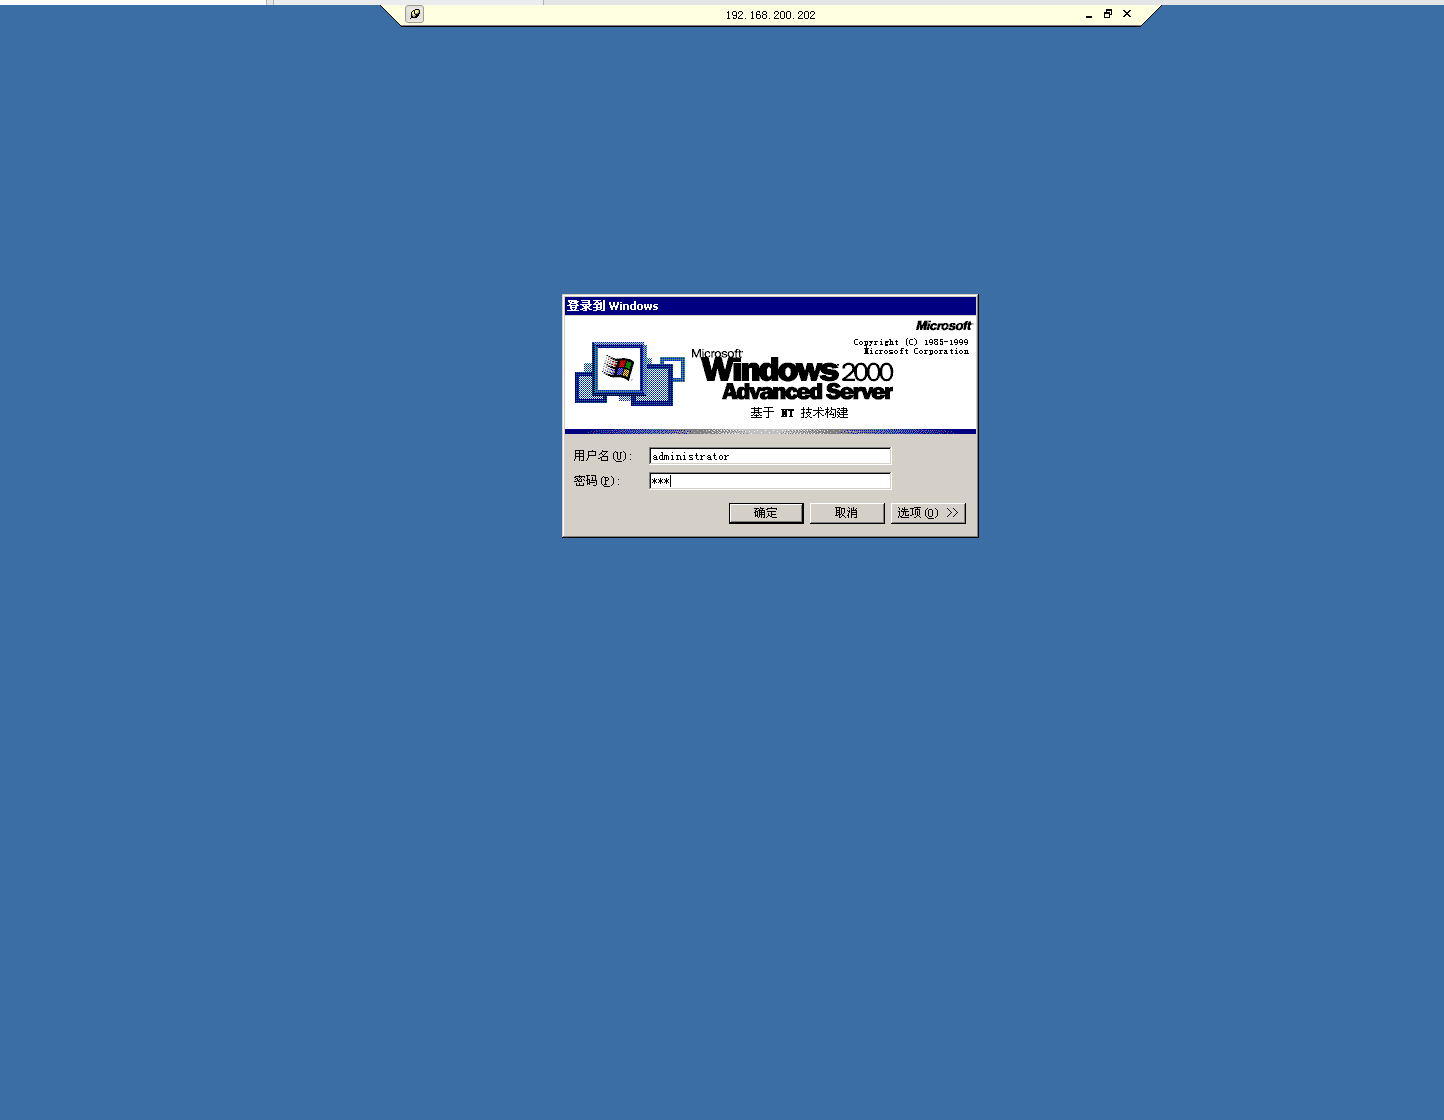 192.168.200.202
登录到 Windows
Microsoft
Copyright (C) 1985-1999
Microsoft Corporation
Microsoft
Windows 2000
Advanced Server
基于 NT 技术构建
用户名(U): administrator
密码(P): ***
确定 取消 选项(O) >>